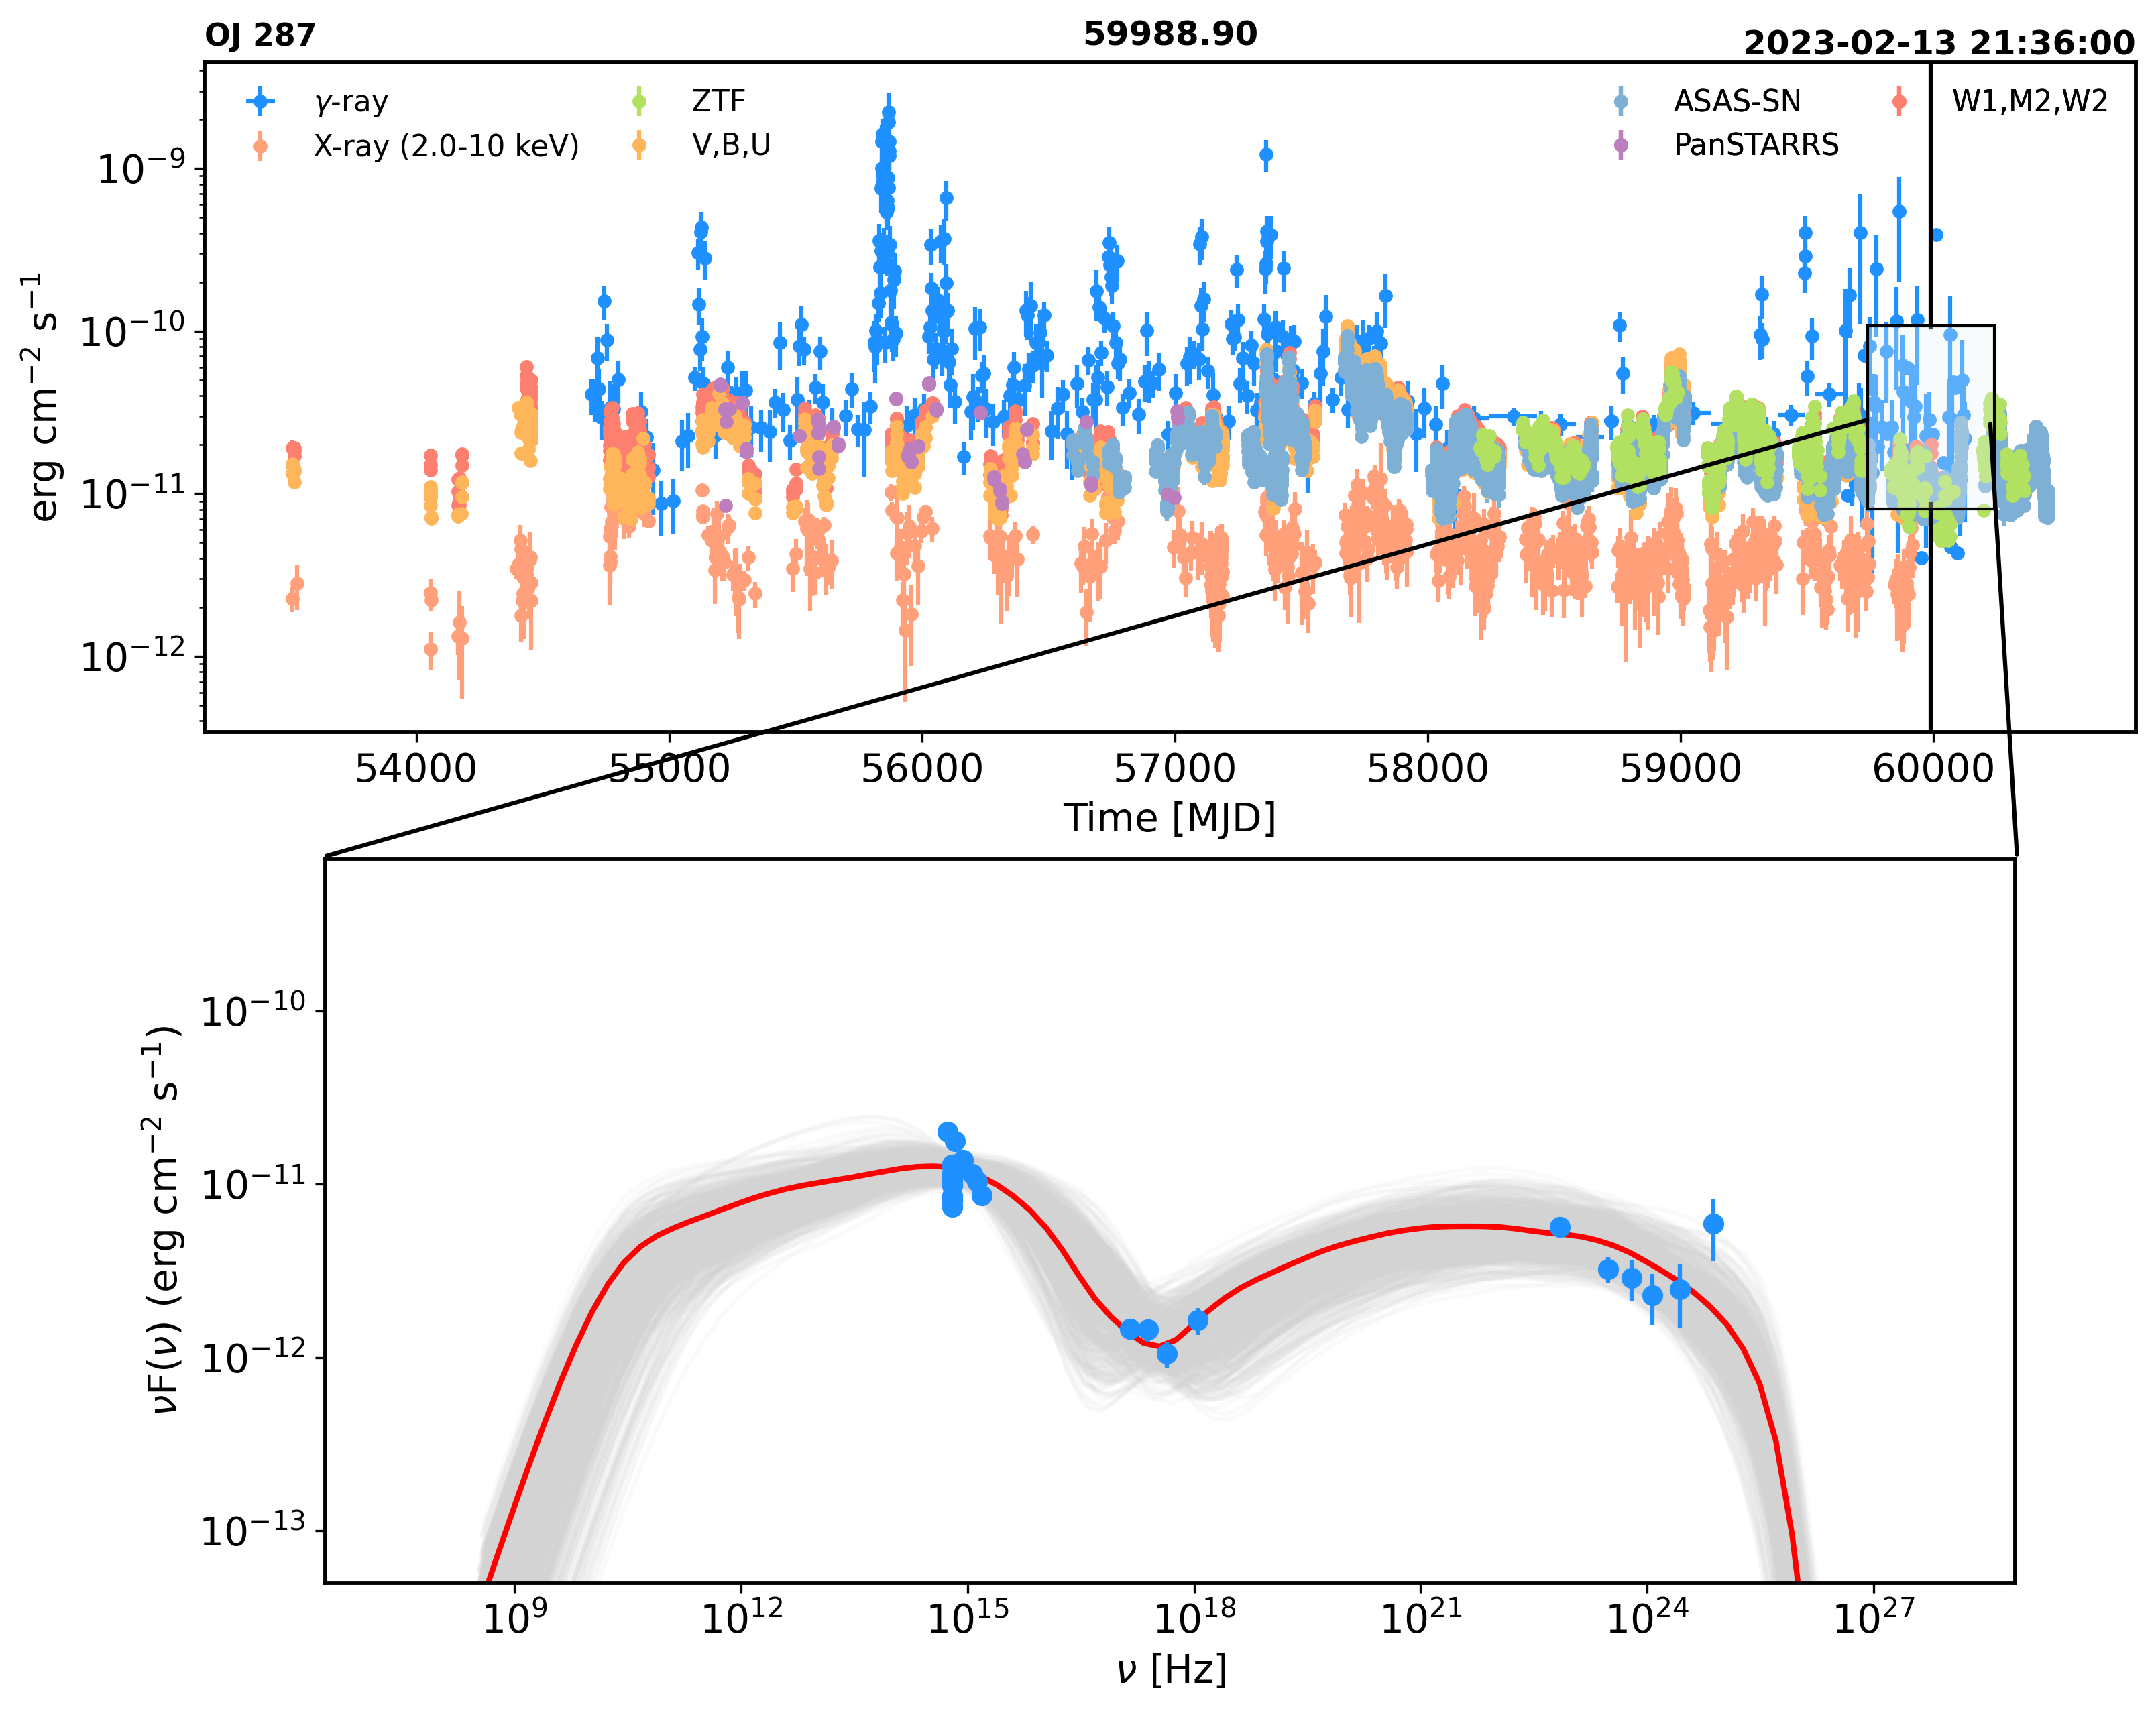 OJ 287 59988.90 2023-02-13 21:36:00
γ-ray ZTF ASAS-SN W1,M2,W2
X-ray (2.0-10 keV) V,B,U PanSTARRS
erg cm⁻² s⁻¹
10⁻⁹
10⁻¹⁰
10⁻¹¹
10⁻¹²
54000 55000 56000 57000 58000 59000 60000
Time [MJD]
νF(ν) (erg cm⁻² s⁻¹)
10⁻¹⁰
10⁻¹¹
10⁻¹²
10⁻¹³
10⁹ 10¹² 10¹⁵ 10¹⁸ 10²¹ 10²⁴ 10²⁷
ν [Hz]